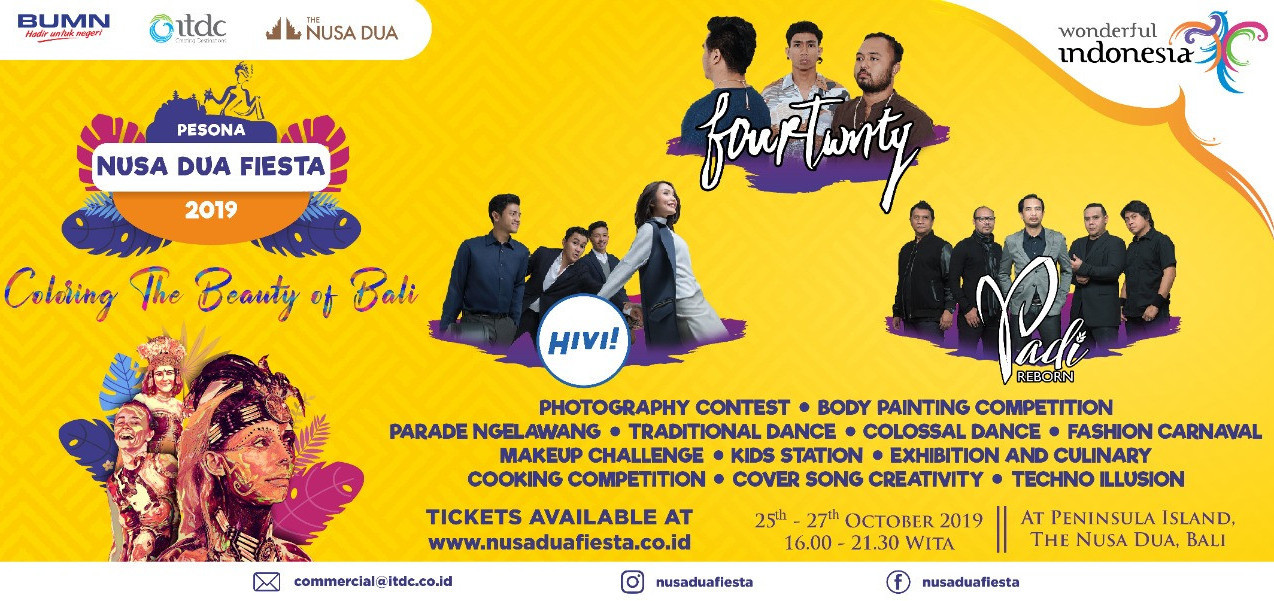 BUMN
Hadir untuk negeri
itdc
Creating Destinations
THE
NUSA DUA
wonderful
indonesia
PESONA
NUSA DUA FIESTA
2019
Coloring The Beauty of Bali
fourtwnty
HIVI!
Padi
REBORN
PHOTOGRAPHY CONTEST • BODY PAINTING COMPETITION
PARADE NGELAWANG • TRADITIONAL DANCE • COLOSSAL DANCE • FASHION CARNAVAL
MAKEUP CHALLENGE • KIDS STATION • EXHIBITION AND CULINARY
COOKING COMPETITION • COVER SONG CREATIVITY • TECHNO ILLUSION
TICKETS AVAILABLE AT
www.nusaduafiesta.co.id
25th - 27th OCTOBER 2019
16.00 - 21.30 WITA
AT PENINSULA ISLAND,
THE NUSA DUA, BALI
commercial@itdc.co.id
nusaduafiesta
nusaduafiesta